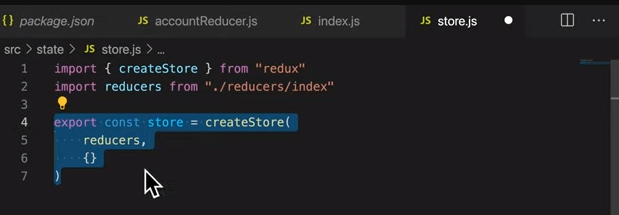 {} package.json JS accountReducer.js JS index.js JS store.js ...
src > state > JS store.js > ...
1 import { createStore } from "redux"
2 import reducers from "./reducers/index"
3
4 export const store = createStore(
5 reducers,
6 {}
7 )